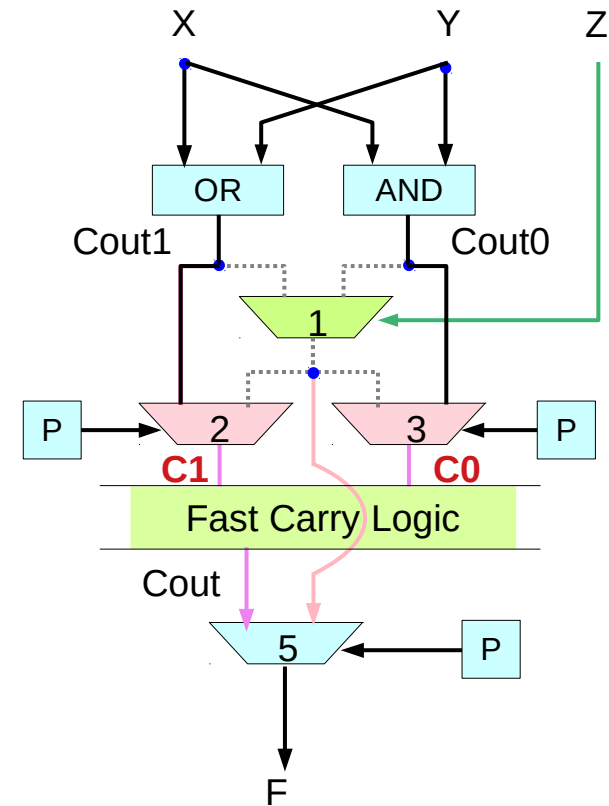 X Y Z
OR AND
Cout1 Cout0
1
P 2 3 P
C1 C0
Fast Carry Logic
Cout
5 P
F